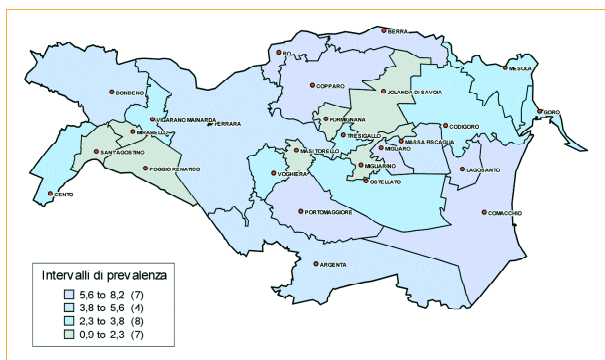 BERRA
RO
MESOLA
COPPARO
BONDENO
JOLANDA DI SAVOIA
GORO
VIGARANO MAINARDA
FORMIGNANA
MIRABELLO
FERRARA
CODIGORO
TRESIGALLO
MASSA FISCAGLIA
SANT'AGOSTINO
MASI TORELLO
MIGLIARO
MIGLIARINO
POGGIO RENATICO
LAGOSANTO
VOGHIERA
OSTELLATO
CENTO
PORTOMAGGIORE
COMACCHIO
ARGENTA
Intervalli di prevalenza
5,6 to 8,2 (7)
3,8 to 5,6 (4)
2,3 to 3,8 (8)
0,9 to 2,3 (7)